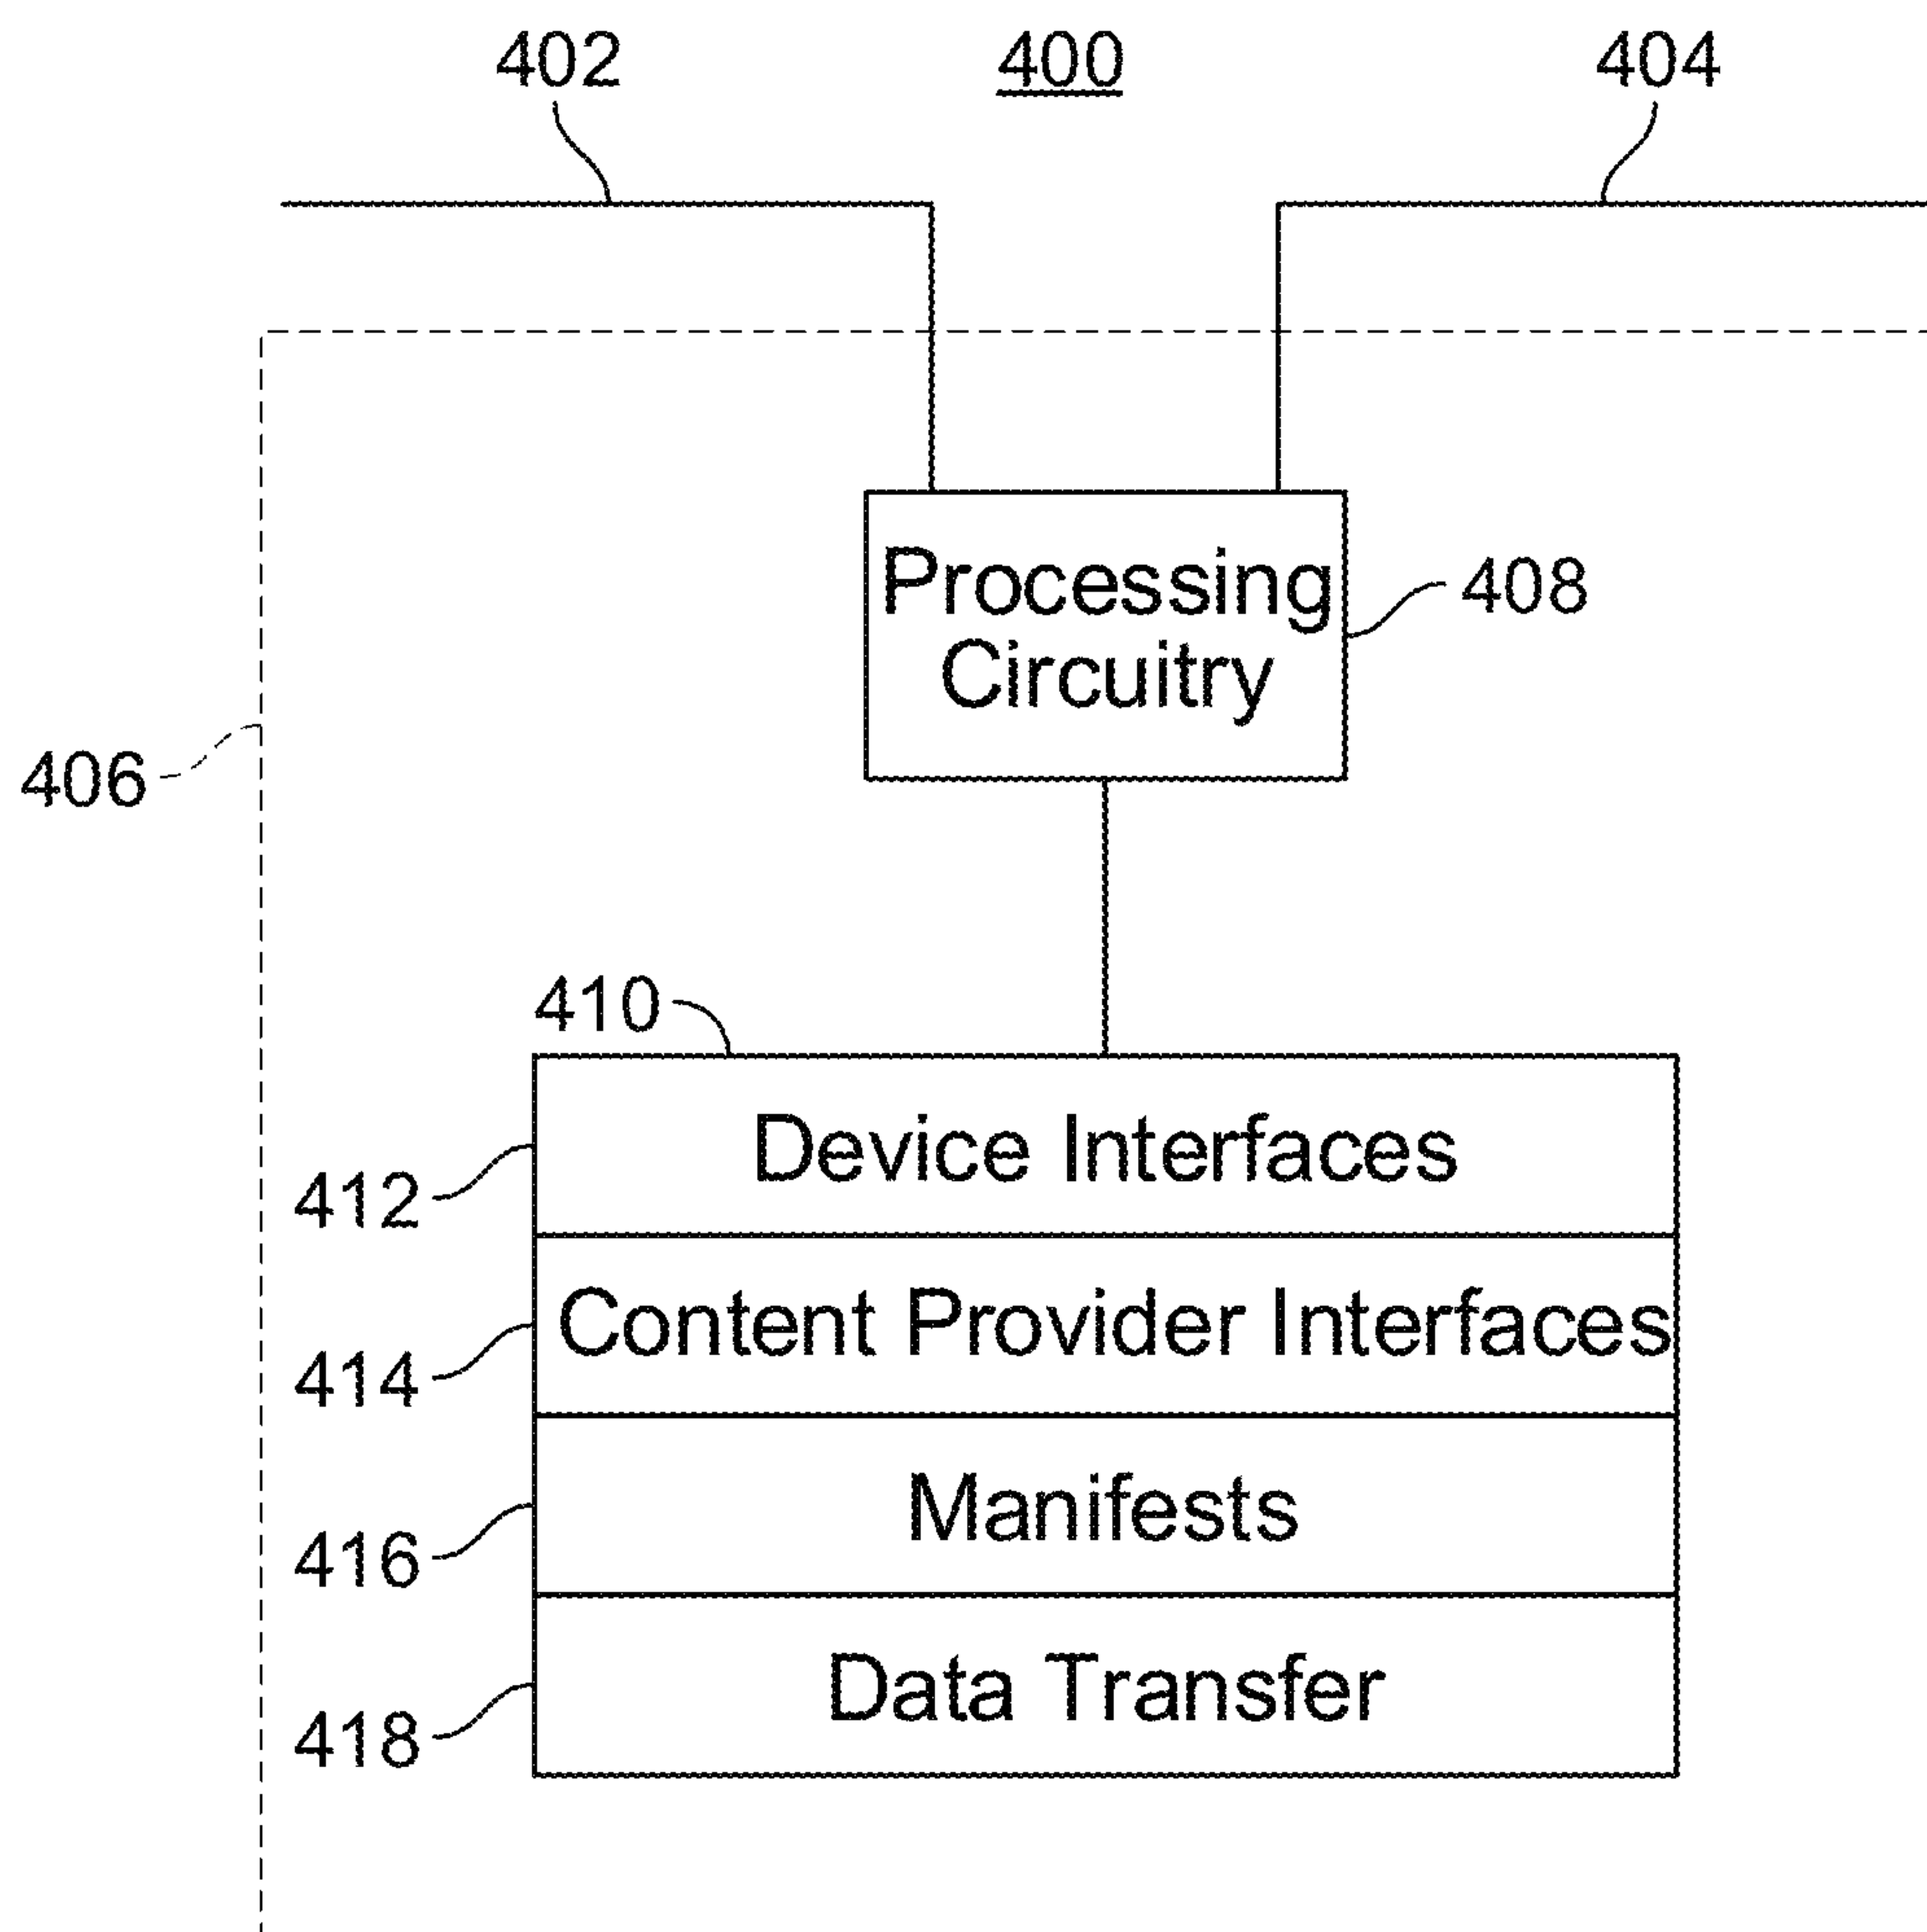 402
400
404
Processing
Circuitry
408
406
410
Device Interfaces
412
Content Provider Interfaces
414
Manifests
416
Data Transfer
418